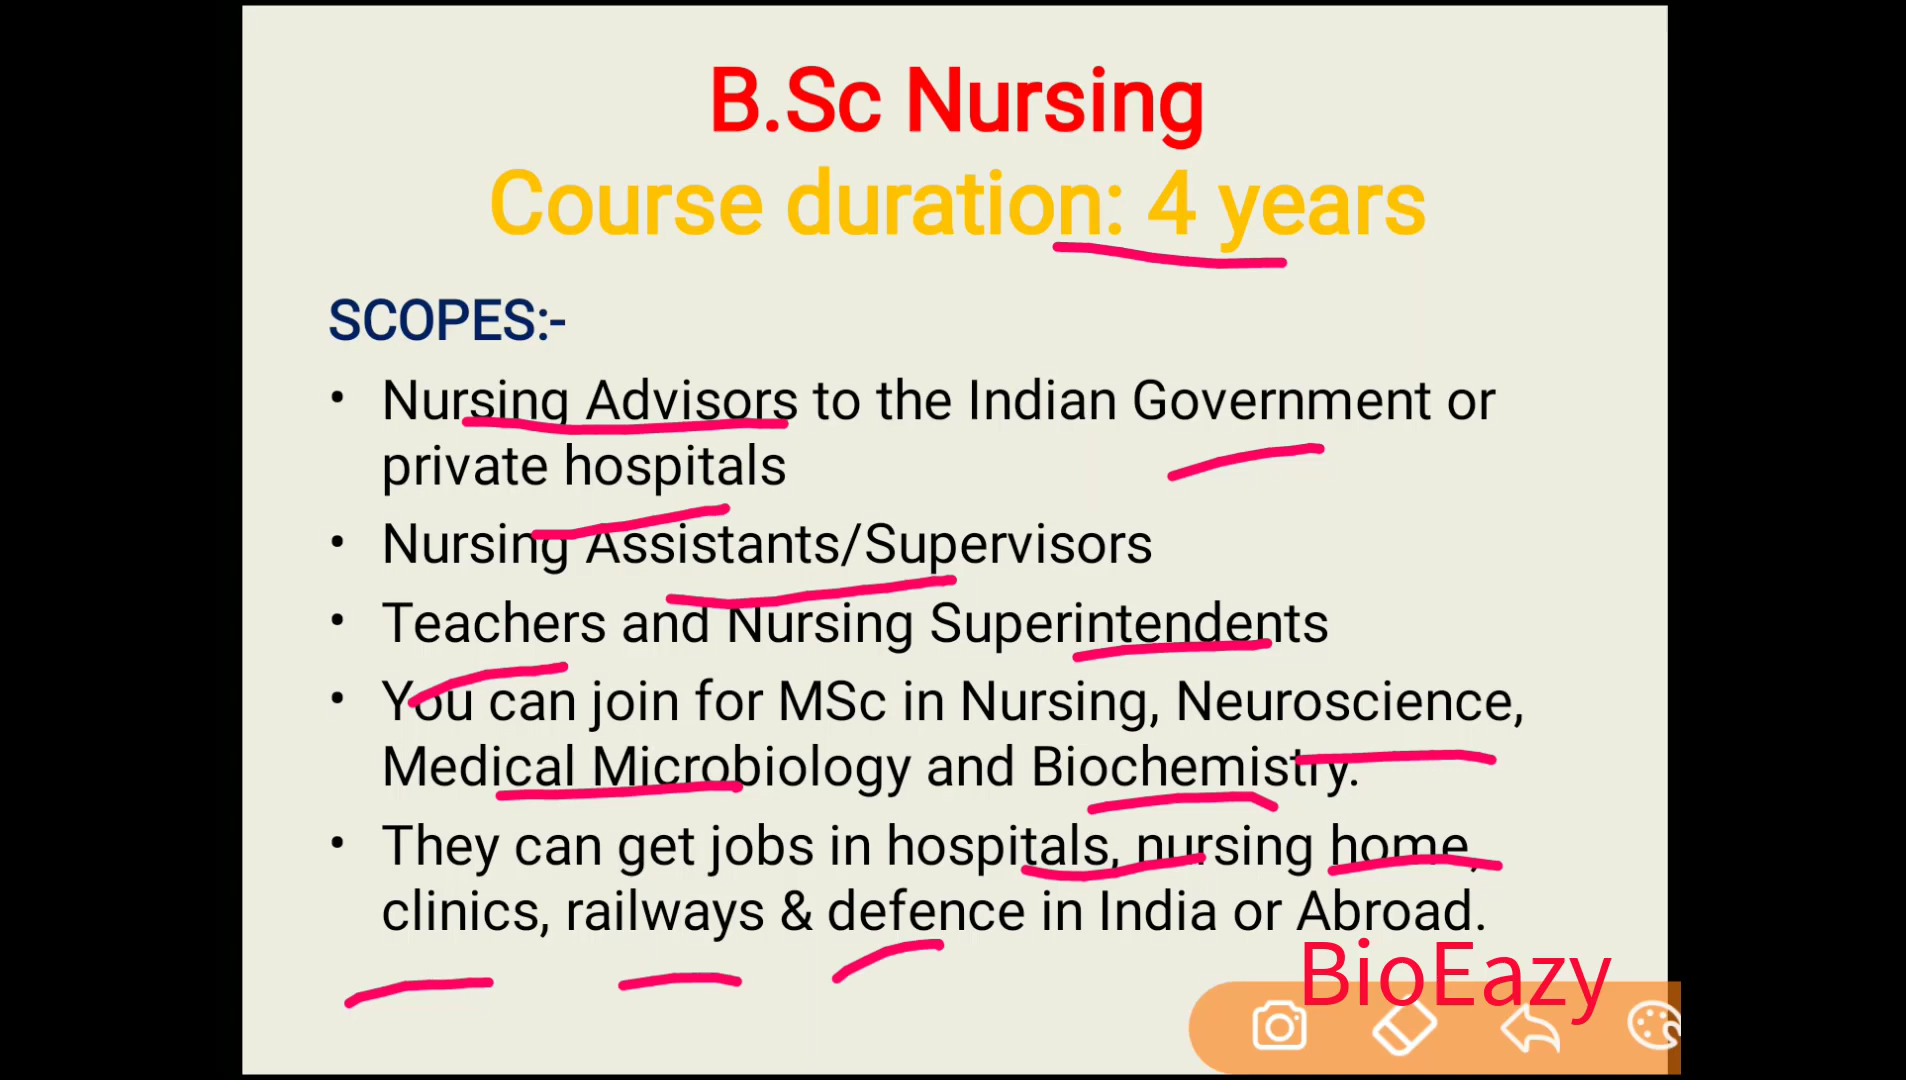 B.Sc Nursing
Course duration: 4 years
SCOPES:-
• Nursing Advisors to the Indian Government or
private hospitals
• Nursing Assistants/Supervisors
• Teachers and Nursing Superintendents
• You can join for MSc in Nursing, Neuroscience,
Medical Microbiology and Biochemistry.
• They can get jobs in hospitals, nursing home,
clinics, railways & defence in India or Abroad.
BioEazy